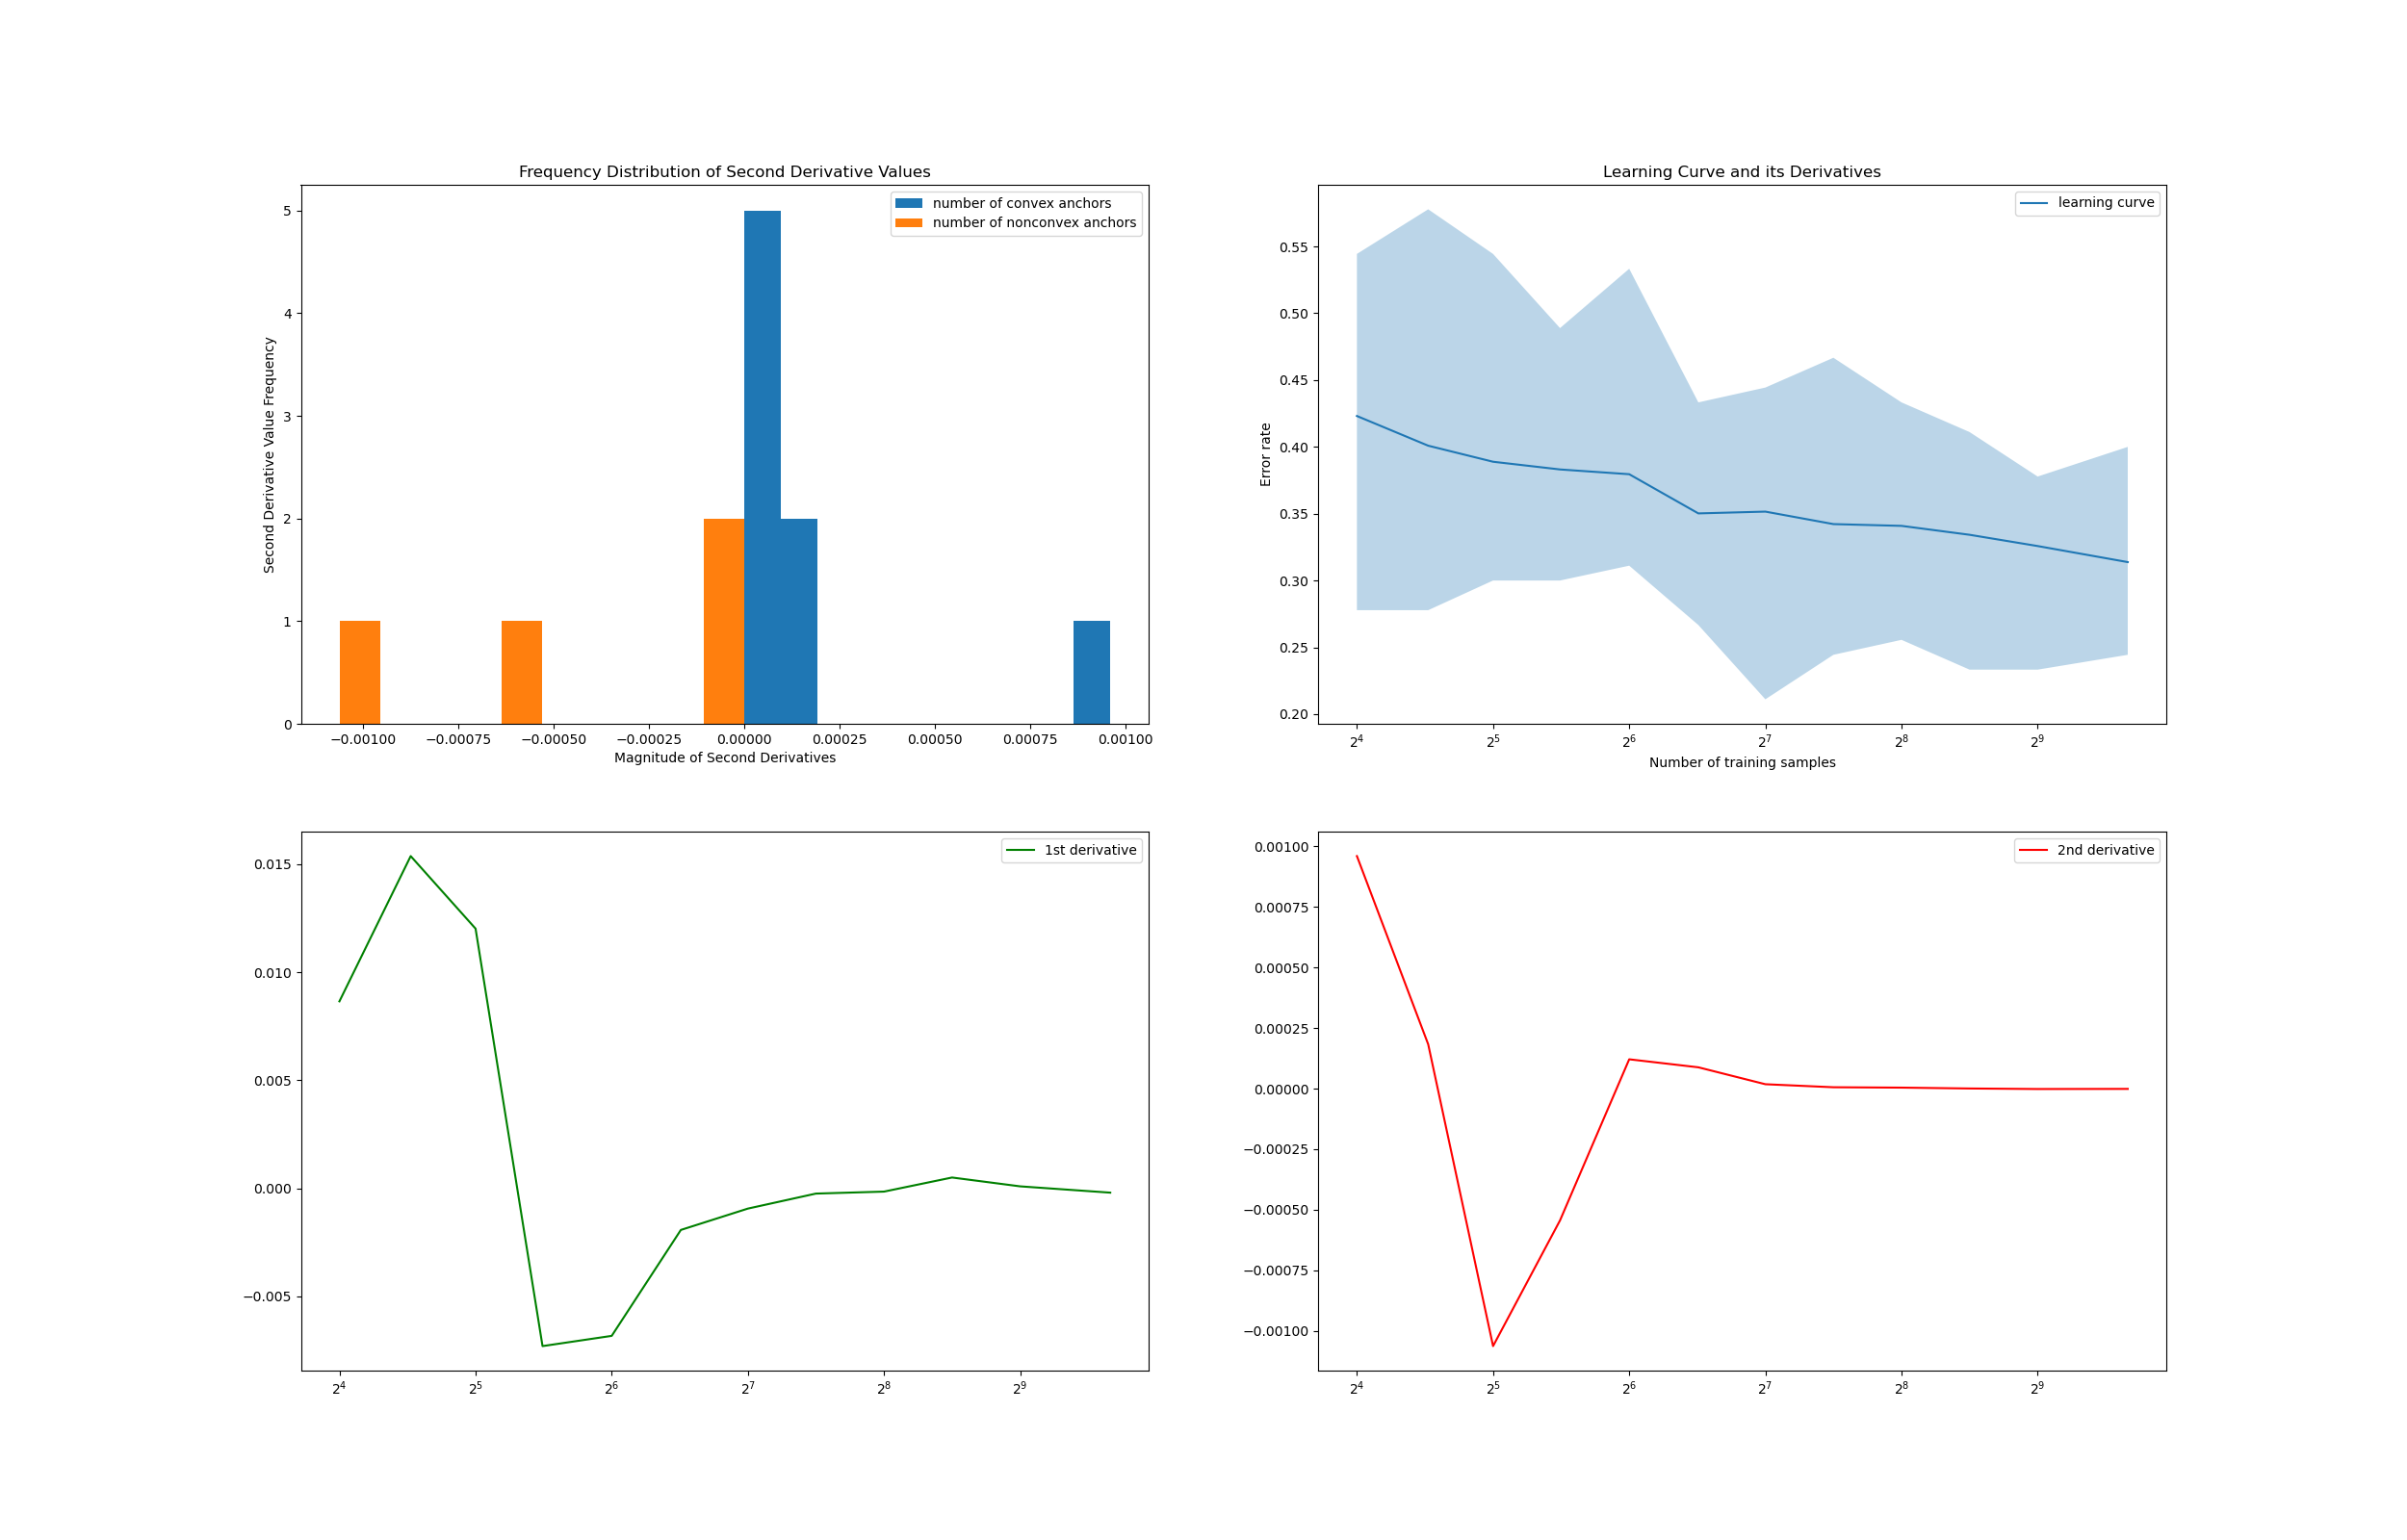 Frequency Distribution of Second Derivative Values
number of convex anchors
number of nonconvex anchors
Second Derivative Value Frequency
5
4
3
2
1
0
−0.00100 −0.00075 −0.00050 −0.00025 0.00000 0.00025 0.00050 0.00075 0.00100
Magnitude of Second Derivatives
Learning Curve and its Derivatives
learning curve
Error rate
0.55
0.50
0.45
0.40
0.35
0.30
0.25
0.20
2⁴ 2⁵ 2⁶ 2⁷ 2⁸ 2⁹
Number of training samples
1st derivative
0.015
0.010
0.005
0.000
−0.005
2⁴ 2⁵ 2⁶ 2⁷ 2⁸ 2⁹
2nd derivative
0.00100
0.00075
0.00050
0.00025
0.00000
−0.00025
−0.00050
−0.00075
−0.00100
2⁴ 2⁵ 2⁶ 2⁷ 2⁸ 2⁹